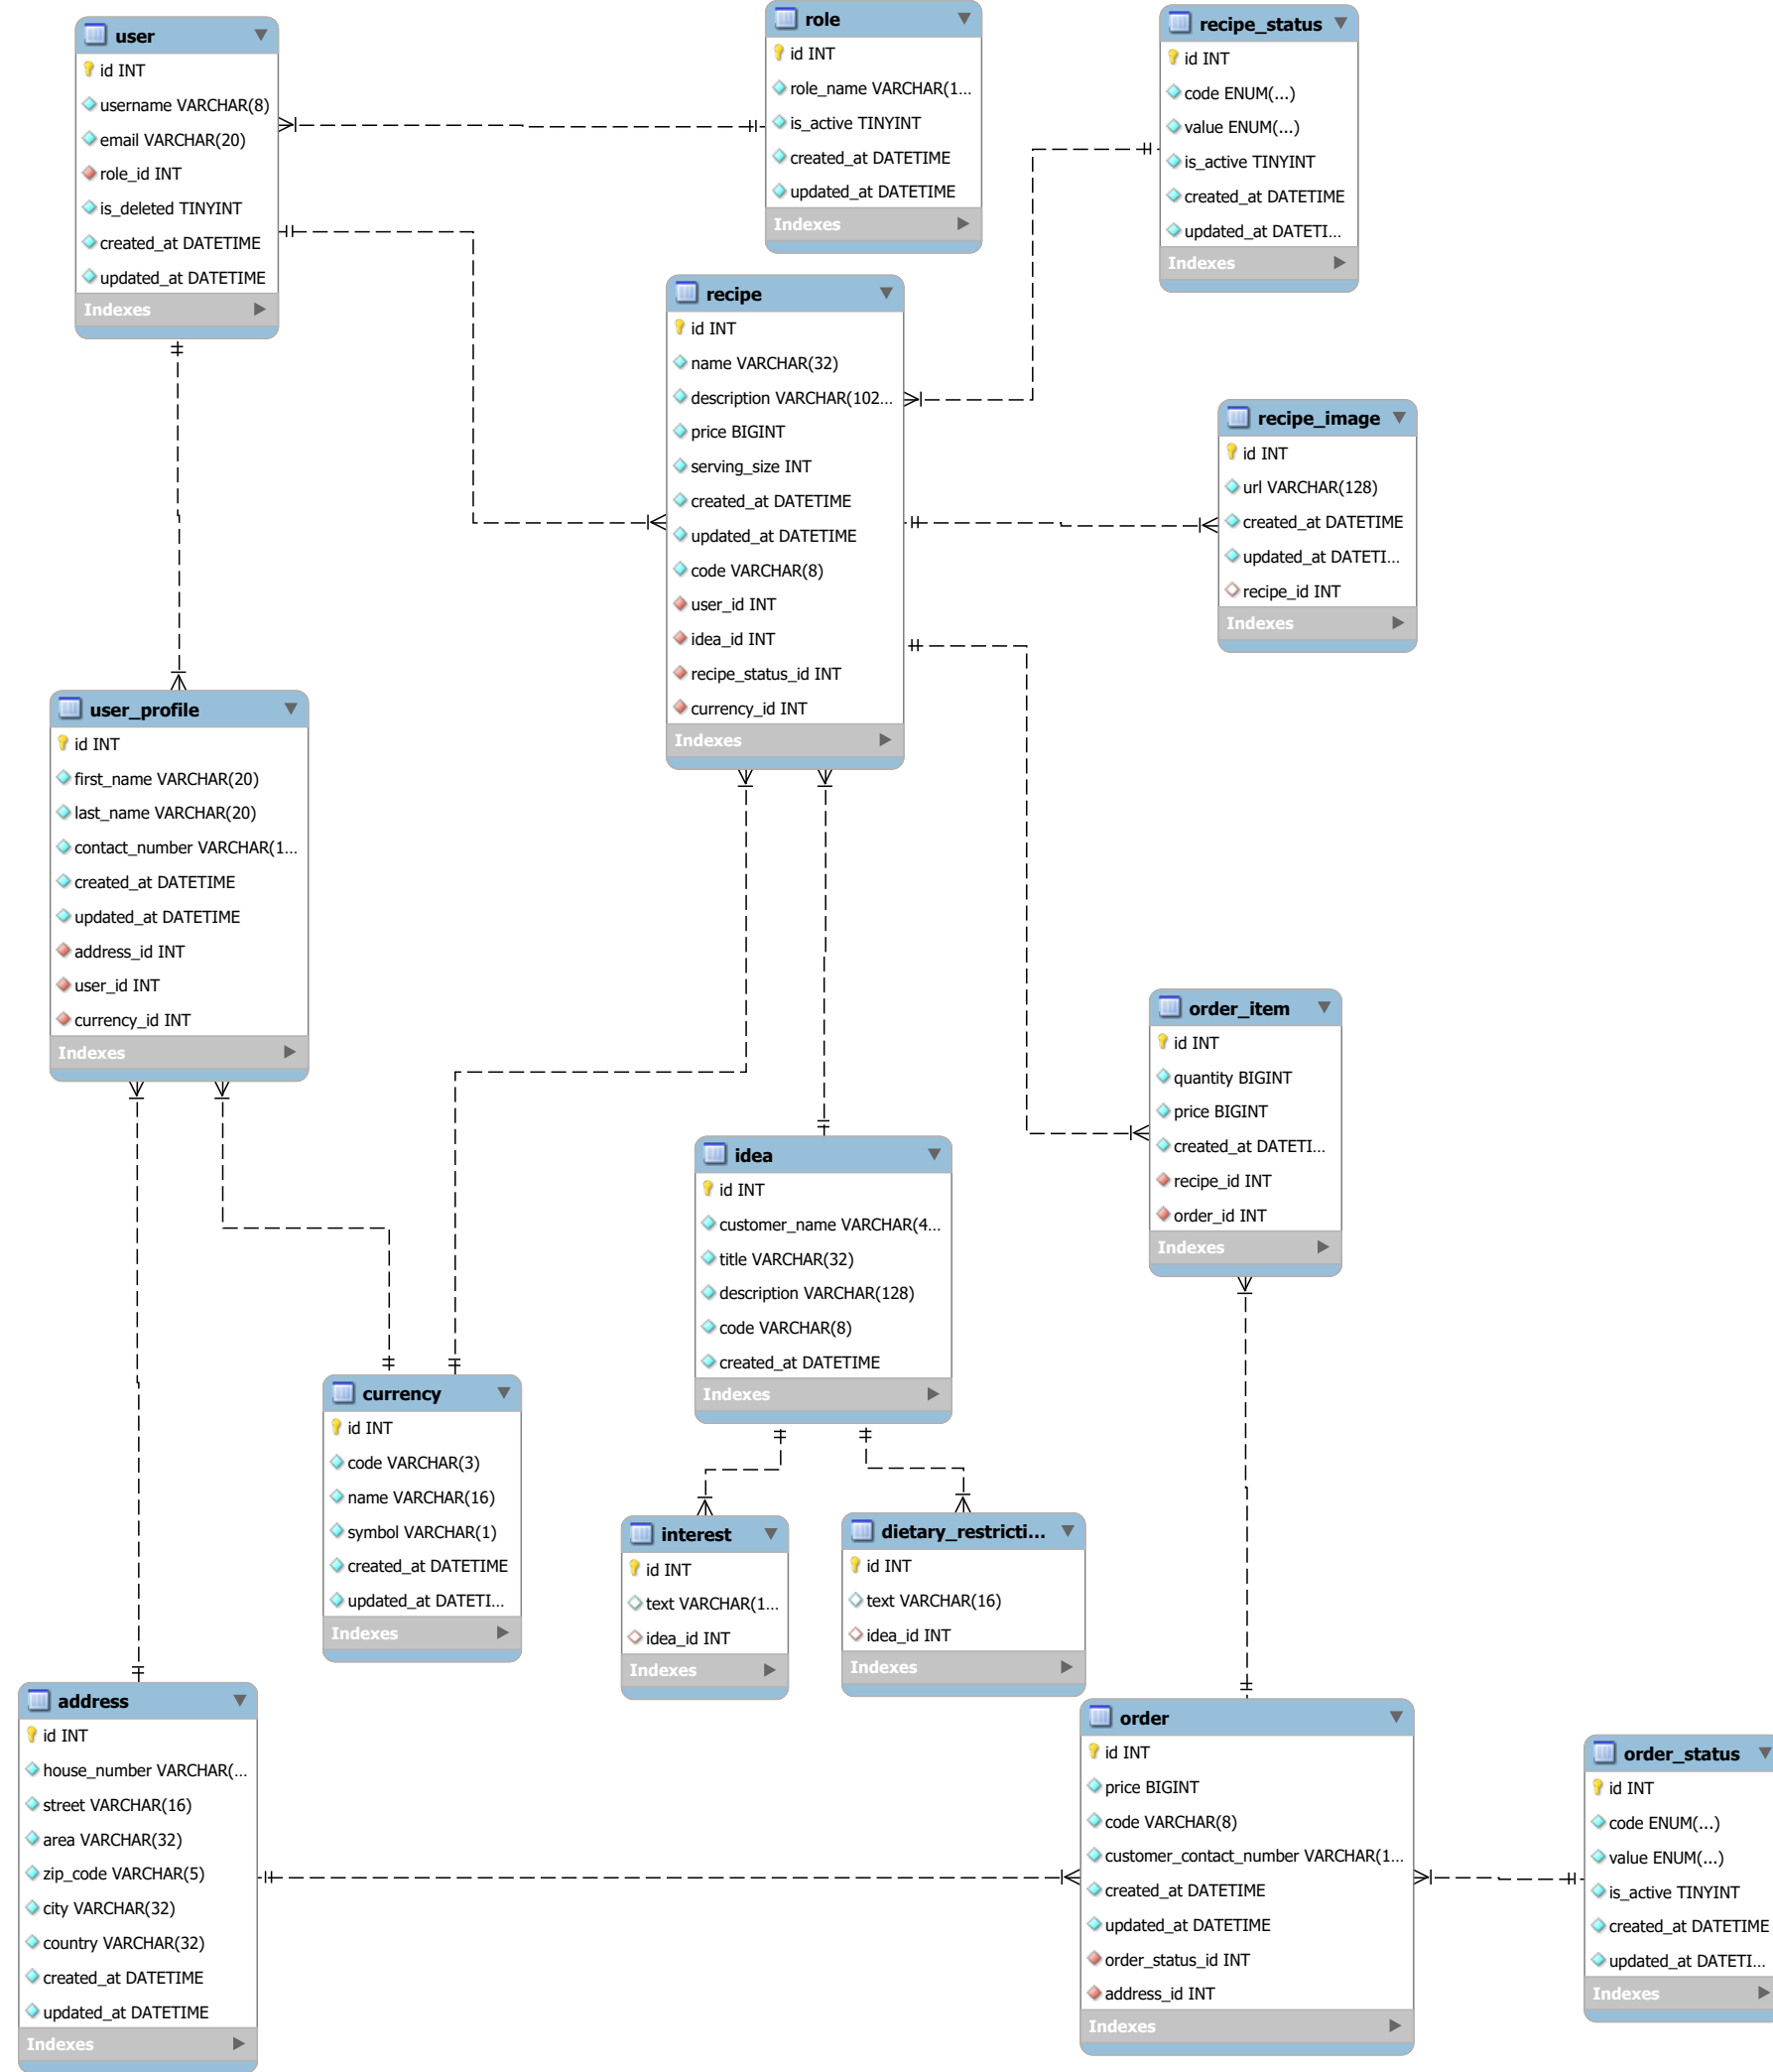 user
id INT
username VARCHAR(8)
email VARCHAR(20)
role_id INT
is_deleted TINYINT
created_at DATETIME
updated_at DATETIME
Indexes
role
id INT
role_name VARCHAR(1...
is_active TINYINT
created_at DATETIME
updated_at DATETIME
Indexes
recipe_status
id INT
code ENUM(...)
value ENUM(...)
is_active TINYINT
created_at DATETIME
updated_at DATETI...
Indexes
recipe
id INT
name VARCHAR(32)
description VARCHAR(102...
price BIGINT
serving_size INT
created_at DATETIME
updated_at DATETIME
code VARCHAR(8)
user_id INT
idea_id INT
recipe_status_id INT
currency_id INT
Indexes
recipe_image
id INT
url VARCHAR(128)
created_at DATETIME
updated_at DATETI...
recipe_id INT
Indexes
user_profile
id INT
first_name VARCHAR(20)
last_name VARCHAR(20)
contact_number VARCHAR(1...
created_at DATETIME
updated_at DATETIME
address_id INT
user_id INT
currency_id INT
Indexes
order_item
id INT
quantity BIGINT
price BIGINT
created_at DATETI...
recipe_id INT
order_id INT
Indexes
idea
id INT
customer_name VARCHAR(4...
title VARCHAR(32)
description VARCHAR(128)
code VARCHAR(8)
created_at DATETIME
Indexes
currency
id INT
code VARCHAR(3)
name VARCHAR(16)
symbol VARCHAR(1)
created_at DATETIME
updated_at DATETI...
Indexes
interest
id INT
text VARCHAR(1...
idea_id INT
Indexes
dietary_restricti...
id INT
text VARCHAR(16)
idea_id INT
Indexes
address
id INT
house_number VARCHAR(...
street VARCHAR(16)
area VARCHAR(32)
zip_code VARCHAR(5)
city VARCHAR(32)
country VARCHAR(32)
created_at DATETIME
updated_at DATETIME
Indexes
order
id INT
price BIGINT
code VARCHAR(8)
customer_contact_number VARCHAR(1...
created_at DATETIME
updated_at DATETIME
order_status_id INT
address_id INT
Indexes
order_status
id INT
code ENUM(...)
value ENUM(...)
is_active TINYINT
created_at DATETIME
updated_at DATETI...
Indexes